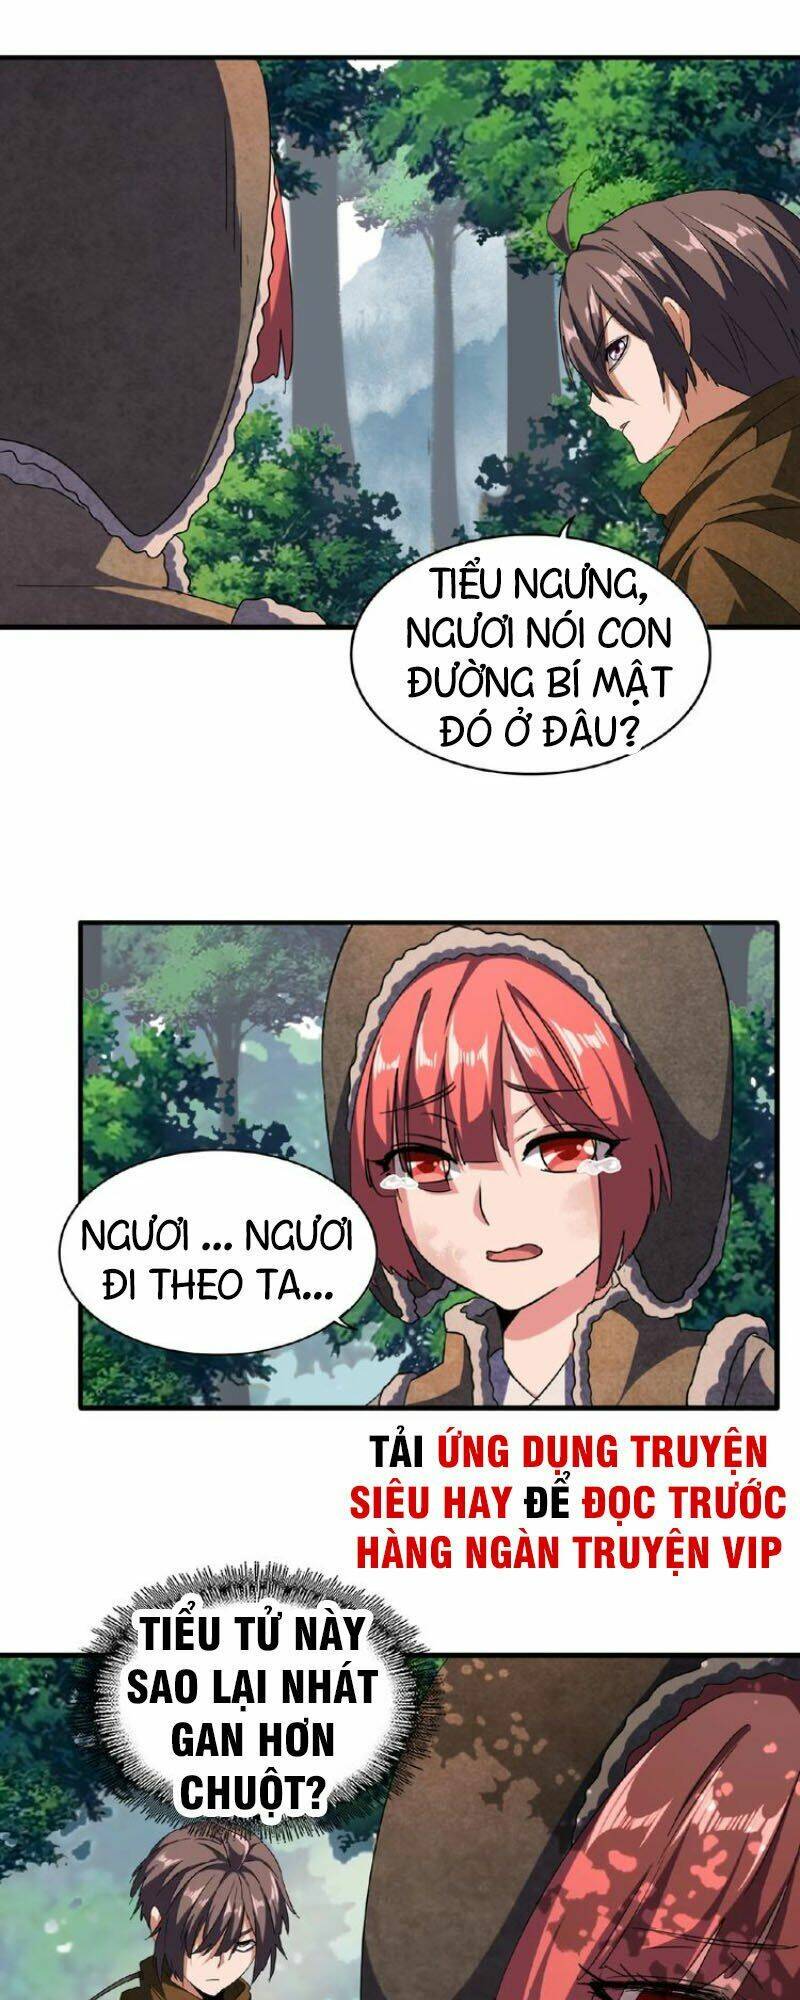 TIỂU NGƯNG,
NGƯƠI NÓI CON
ĐƯỜNG BÍ MẬT
ĐÓ Ở ĐÂU?
NGƯƠI ... NGƯƠI
ĐI THEO TA...
TẢI ỨNG DỤNG TRUYỆN
SIÊU HAY ĐỂ ĐỌC TRƯỚC
HÀNG NGÀN TRUYỆN VIP
TIỂU TỬ NÀY
SAO LẠI NHÁT
GAN HƠN
CHUỘT?